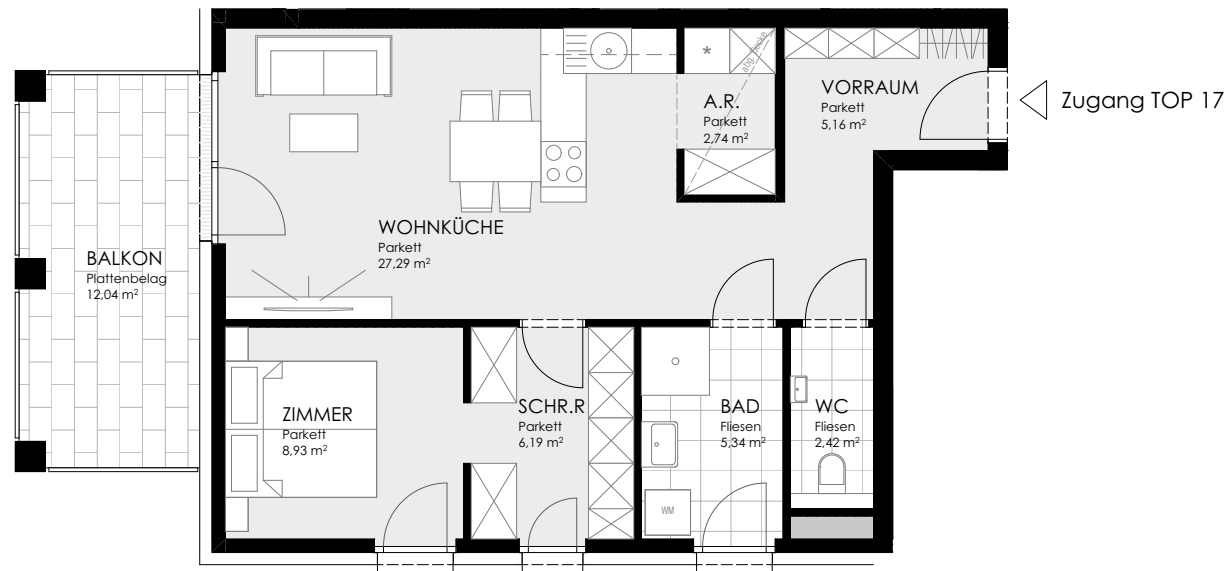 *
abg. Decke
VORRAUM
Parkett
5,16 m²
Zugang TOP 17
A.R.
Parkett
2,74 m²
WOHNKÜCHE
Parkett
27,29 m²
BALKON
Plattenbelag
12,04 m²
ZIMMER
Parkett
8,93 m²
SCHR.R
Parkett
6,19 m²
BAD
Fliesen
5,34 m²
WC
Fliesen
2,42 m²
WM